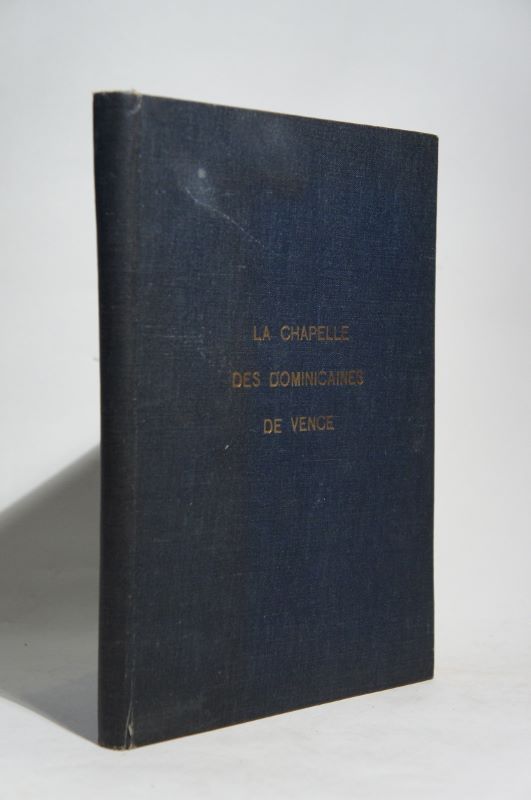 LA CHAPELLE
DES DOMINICAINES
DE VENCE